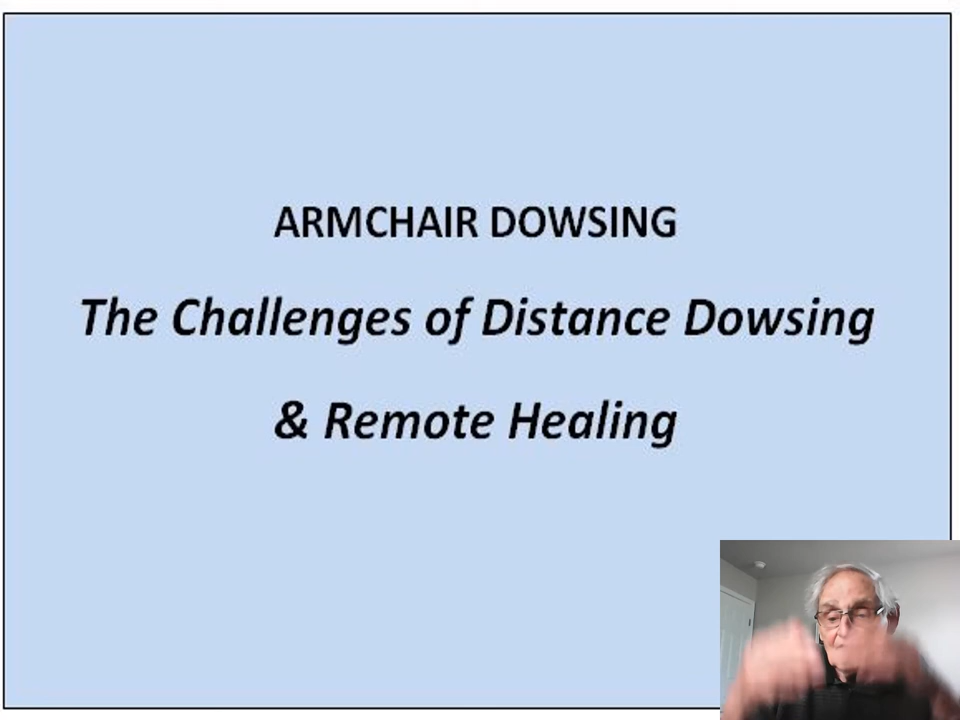 ARMCHAIR DOWSING
The Challenges of Distance Dowsing
& Remote Healing